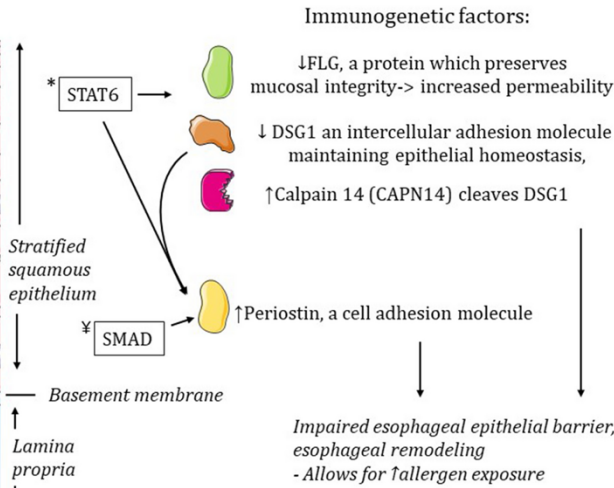 Immunogenetic factors:
↓FLG, a protein which preserves
mucosal integrity-> increased permeability
* STAT6
↓ DSG1 an intercellular adhesion molecule
maintaining epithelial homeostasis,
↑Calpain 14 (CAPN14) cleaves DSG1
Stratified
squamous
epithelium
↑Periostin, a cell adhesion molecule
¥ SMAD
Basement membrane
Lamina
propria
Impaired esophageal epithelial barrier,
esophageal remodeling
- Allows for ↑allergen exposure